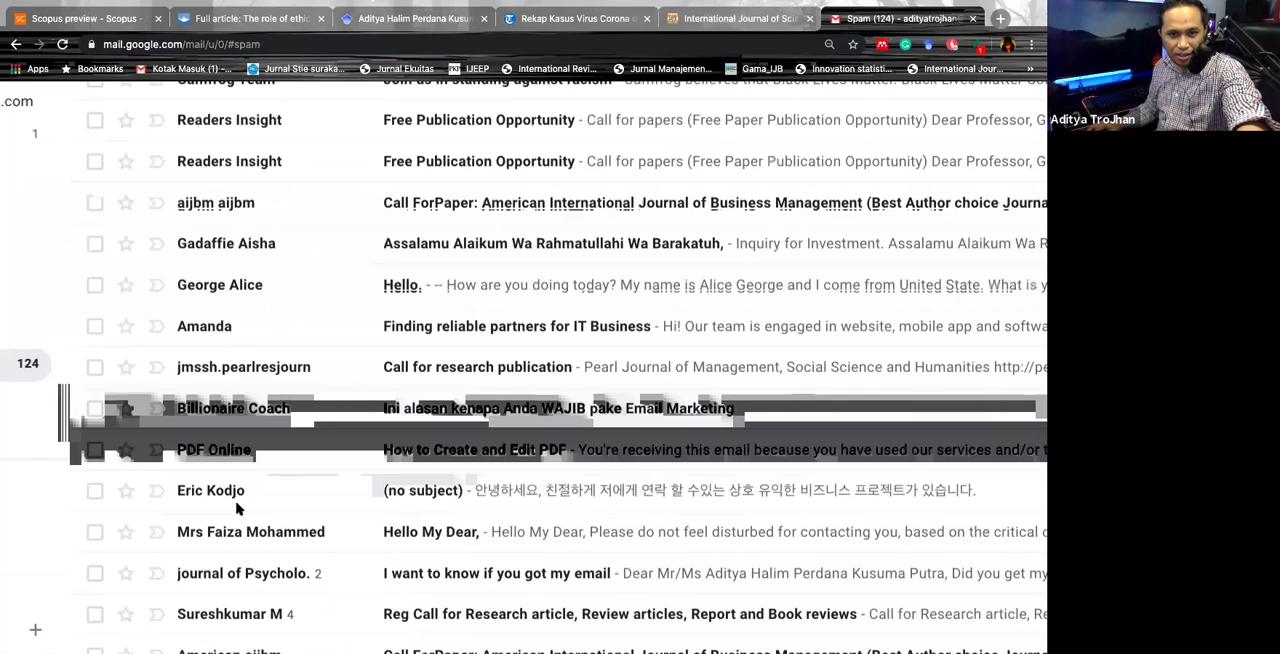 Scopus preview - Scopus -
Full article: The role of ethic
Aditya Halim Perdana Kusum
Rekap Kasus Virus Corona d
International Journal of Scie
Spam (124) - adityatrojhan
mail.google.com/mail/u/0/#spam
Apps
Bookmarks
Kotak Masuk (1) -...
Jurnal Stie suraka...
Jurnal Ekuitas
IJEEP
International Revi...
Jurnal Manajemen...
Gama_IJB
Innovation statisti...
International Jour...
»
.com
1
124
Readers Insight Free Publication Opportunity - Call for papers (Free Paper Publication Opportunity) Dear Professor, G
Readers Insight Free Publication Opportunity - Call for papers (Free Paper Publication Opportunity) Dear Professor, G
aijbm aijbm Call ForPaper: American International Journal of Business Management (Best Author choice Journa
Gadaffie Aisha Assalamu Alaikum Wa Rahmatullahi Wa Barakatuh, - Inquiry for Investment. Assalamu Alaikum Wa R
George Alice Hello. - -- How are you doing today? My name is Alice George and I come from United State. What is y
Amanda Finding reliable partners for IT Business - Hi! Our team is engaged in website, mobile app and softwa
jmssh.pearlresjourn Call for research publication - Pearl Journal of Management, Social Science and Humanities http://pe
Billionaire Coach Ini alasan kenapa Anda WAJIB pake Email Marketing
PDF Online How to Create and Edit PDF - You're receiving this email because you have used our services and/or t
Eric Kodjo (no subject) - 안녕하세요, 친절하게 저에게 연락 할 수있는 상호 유익한 비즈니스 프로젝트가 있습니다.
Mrs Faiza Mohammed Hello My Dear, - Hello My Dear, Please do not feel disturbed for contacting you, based on the critical c
journal of Psycholo. 2 I want to know if you got my email - Dear Mr/Ms Aditya Halim Perdana Kusuma Putra, Did you get my
Sureshkumar M 4 Reg Call for Research article, Review articles, Report and Book reviews - Call for Research article, Re
Aditya TroJhan